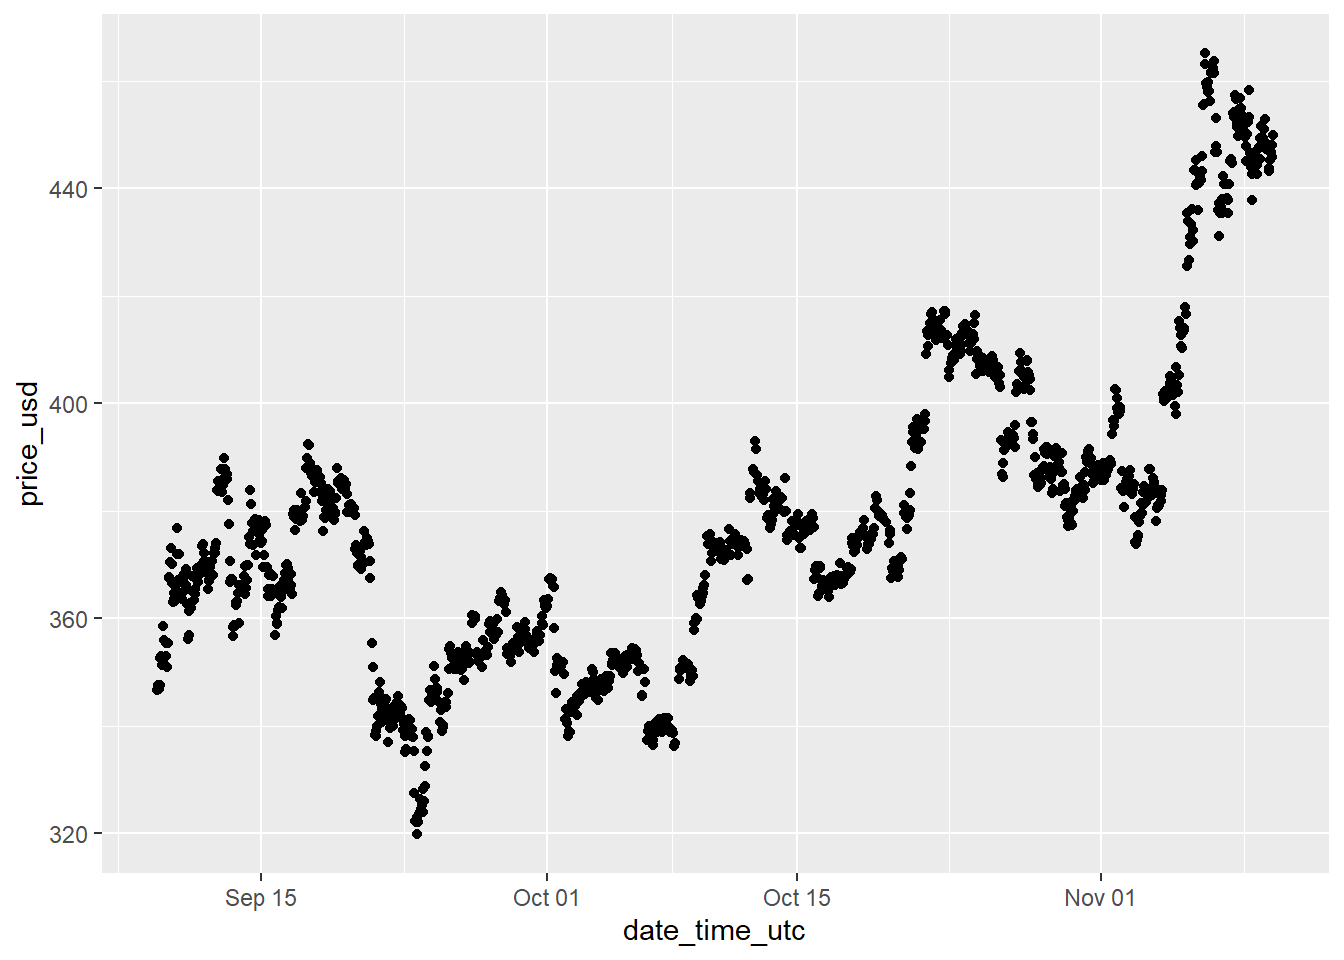 price_usd
440
400
360
320
Sep 15
Oct 01
Oct 15
Nov 01
date_time_utc